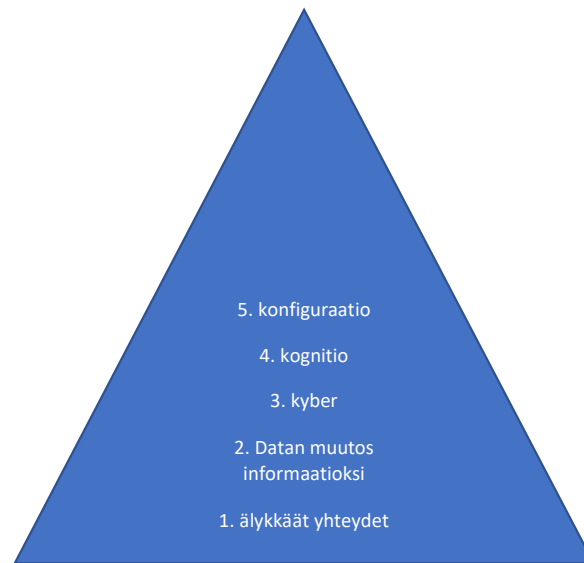 5. konfiguraatio
4. kognitio
3. kyber
2. Datan muutos
informaatioksi
1. älykkäät yhteydet